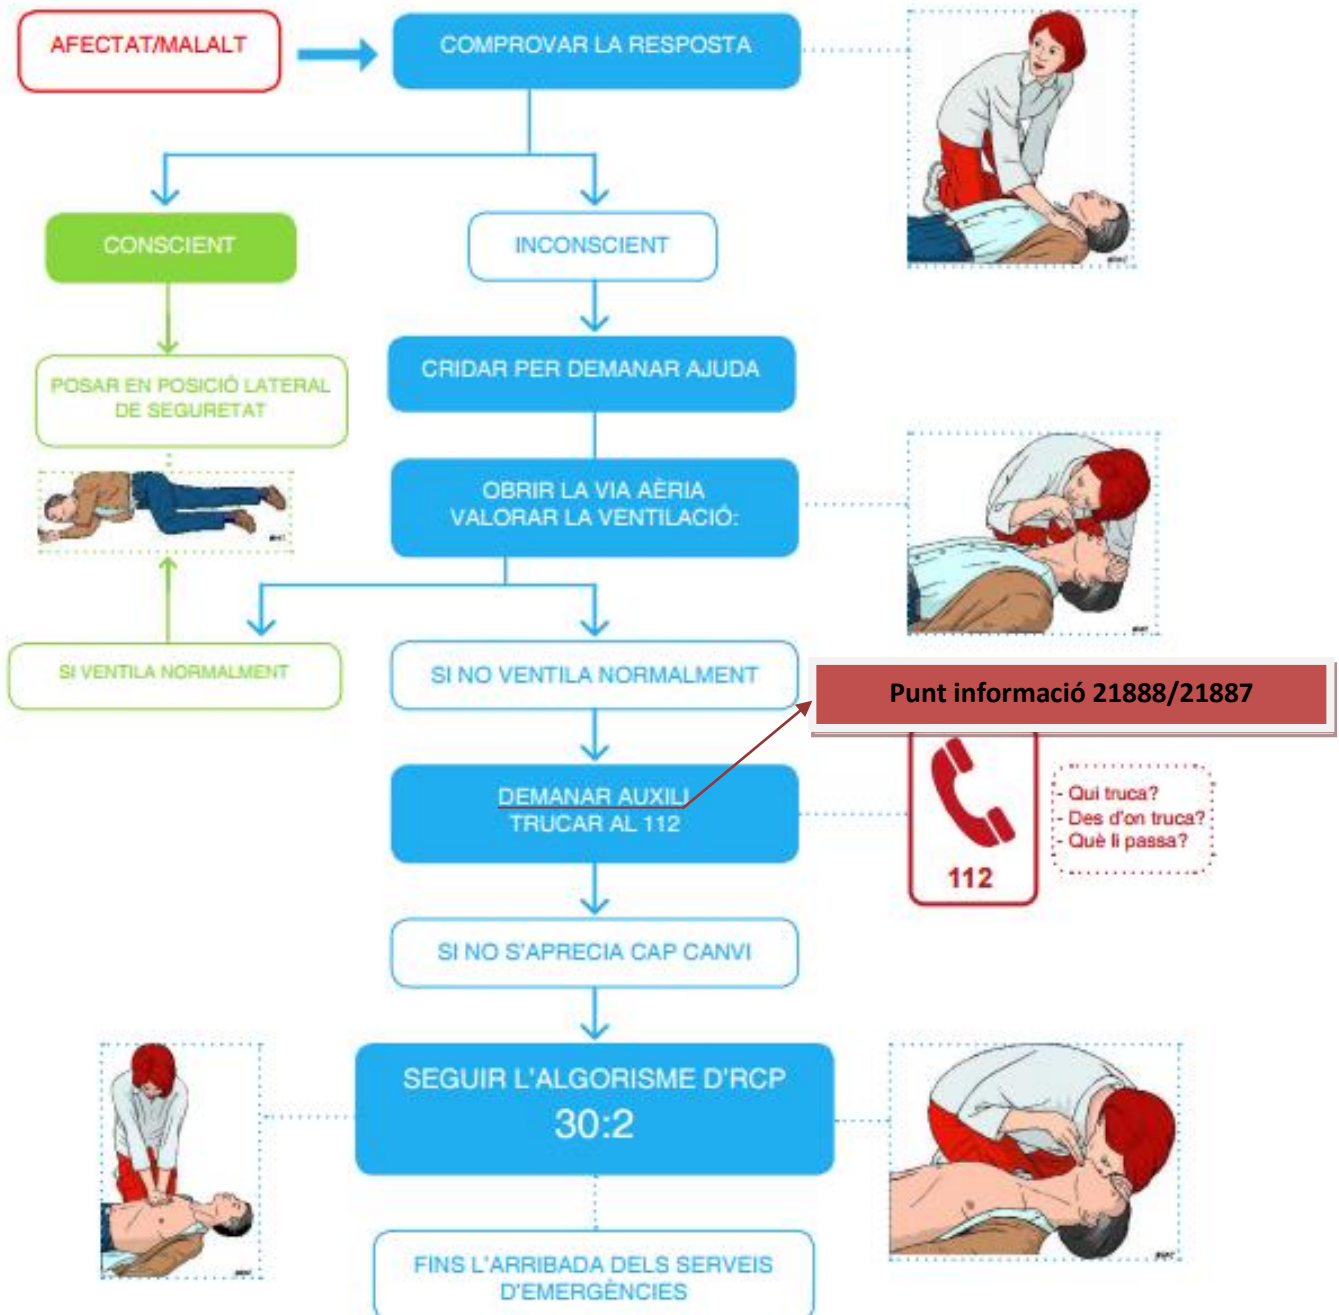 AFECTAT/MALALT
COMPROVAR LA RESPOSTA
CONSCIENT
INCONSCIENT
CRIDAR PER DEMANAR AJUDA
POSAR EN POSICIÓ LATERAL
DE SEGURETAT
OBRIR LA VIA AÈRIA
VALORAR LA VENTILACIÓ:
SI VENTILA NORMALMENT
SI NO VENTILA NORMALMENT
Punt informació 21888/21887
DEMANAR AUXILI
TRUCAR AL 112
112
- Qui truca?
- Des d'on truca?
- Què li passa?
SI NO S'APRECIA CAP CANVI
SEGUIR L'ALGORISME D'RCP
30:2
FINS L'ARRIBADA DELS SERVEIS
D'EMERGÈNCIES